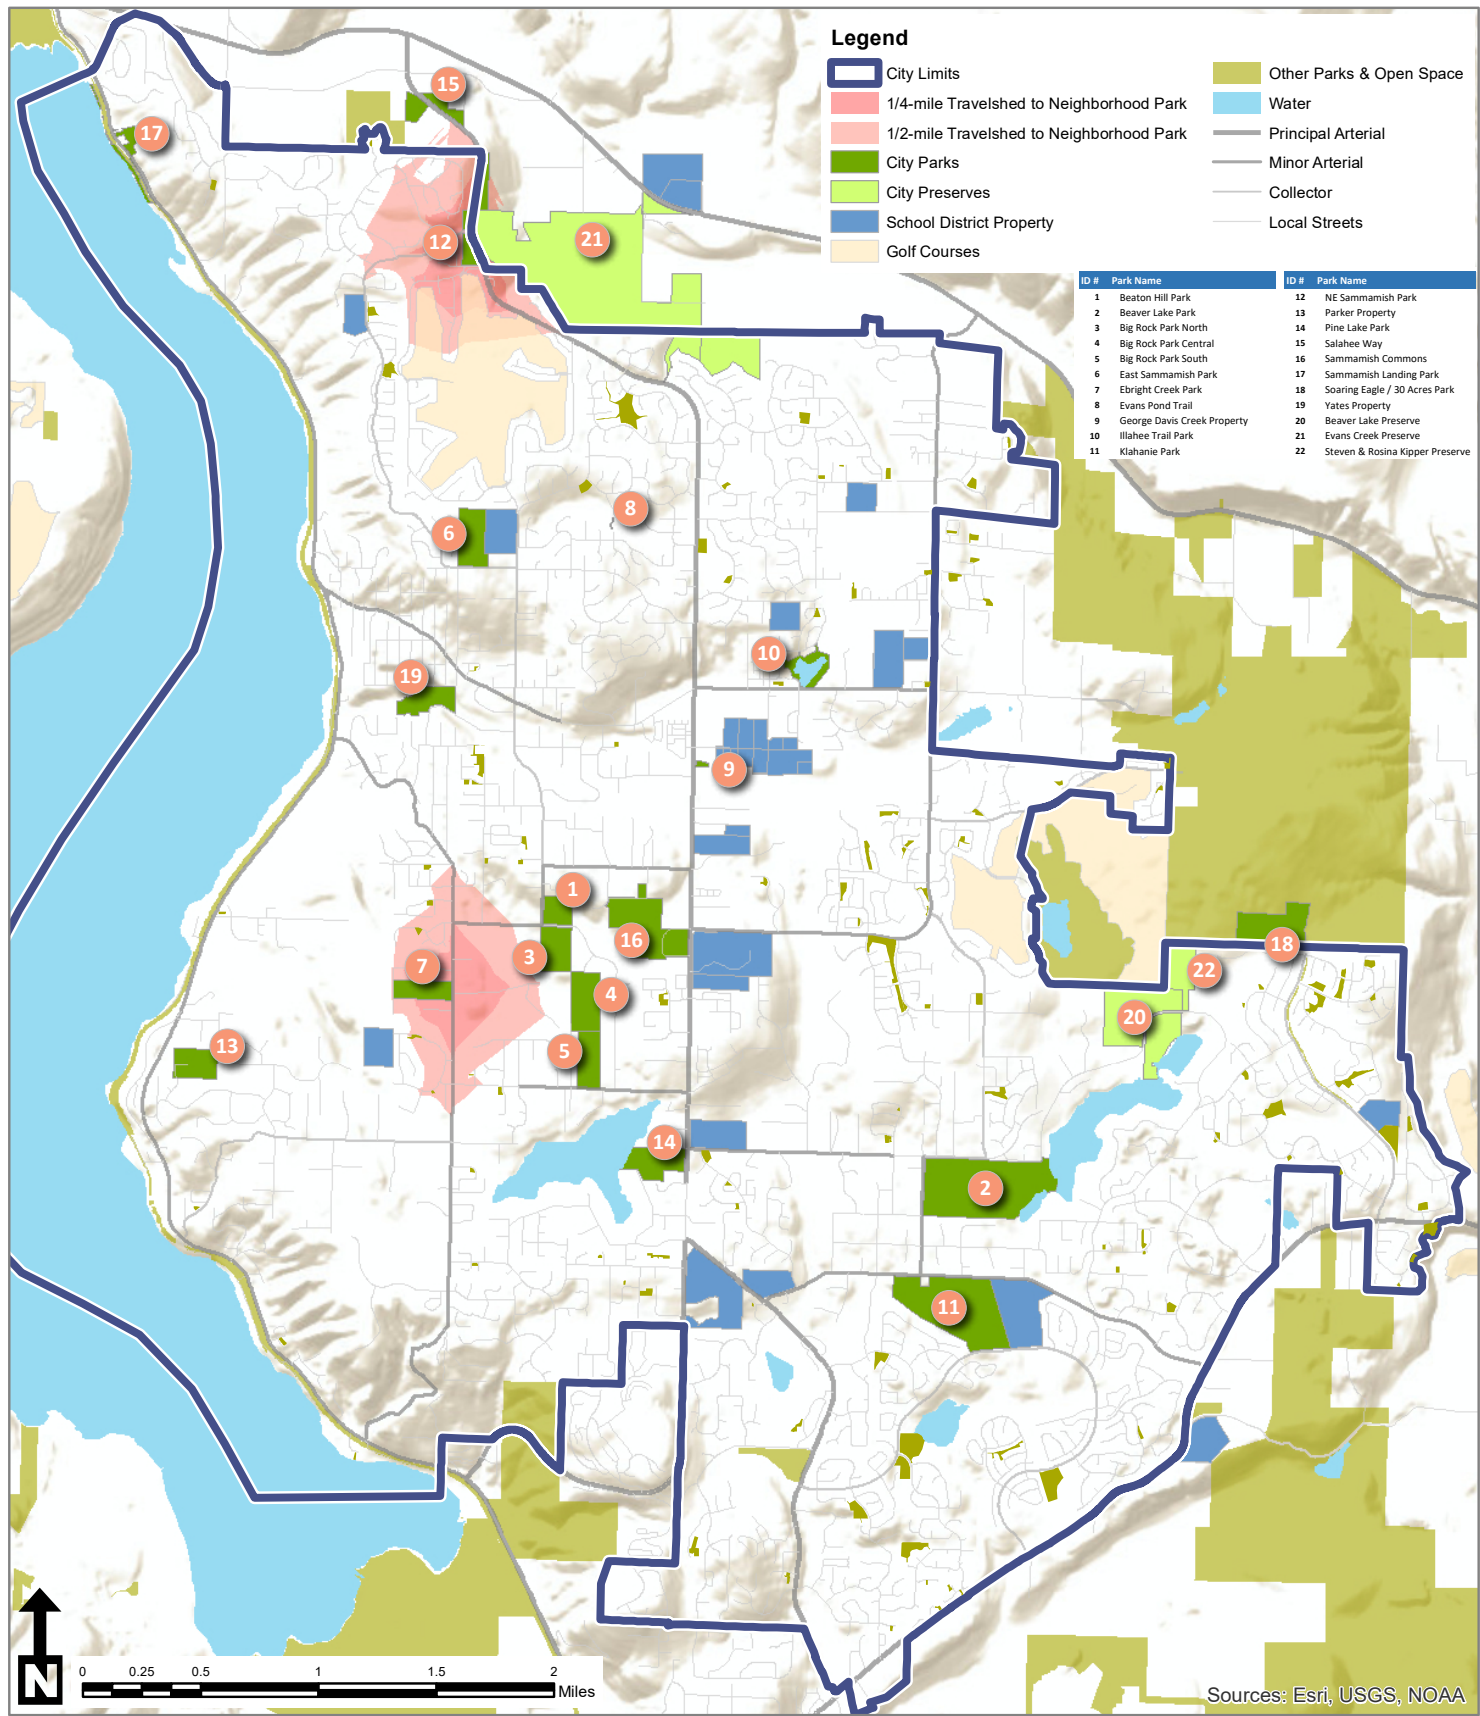 Legend
City Limits
1/4-mile Travelshed to Neighborhood Park
1/2-mile Travelshed to Neighborhood Park
City Parks
City Preserves
School District Property
Golf Courses
Other Parks & Open Space
Water
Principal Arterial
Minor Arterial
Collector
Local Streets
ID # Park Name
1 Beaton Hill Park
2 Beaver Lake Park
3 Big Rock Park North
4 Big Rock Park Central
5 Big Rock Park South
6 East Sammamish Park
7 Ebright Creek Park
8 Evans Pond Trail
9 George Davis Creek Property
10 Illahee Trail Park
11 Klahanie Park
ID # Park Name
12 NE Sammamish Park
13 Parker Property
14 Pine Lake Park
15 Salahee Way
16 Sammamish Commons
17 Sammamish Landing Park
18 Soaring Eagle / 30 Acres Park
19 Yates Property
20 Beaver Lake Preserve
21 Evans Creek Preserve
22 Steven & Rosina Kipper Preserve
15
17
12
21
6
8
10
19
9
1
16
3
7
4
18
22
20
13
5
14
2
11
N
0 0.25 0.5 1 1.5 2
Miles
Sources: Esri, USGS, NOAA